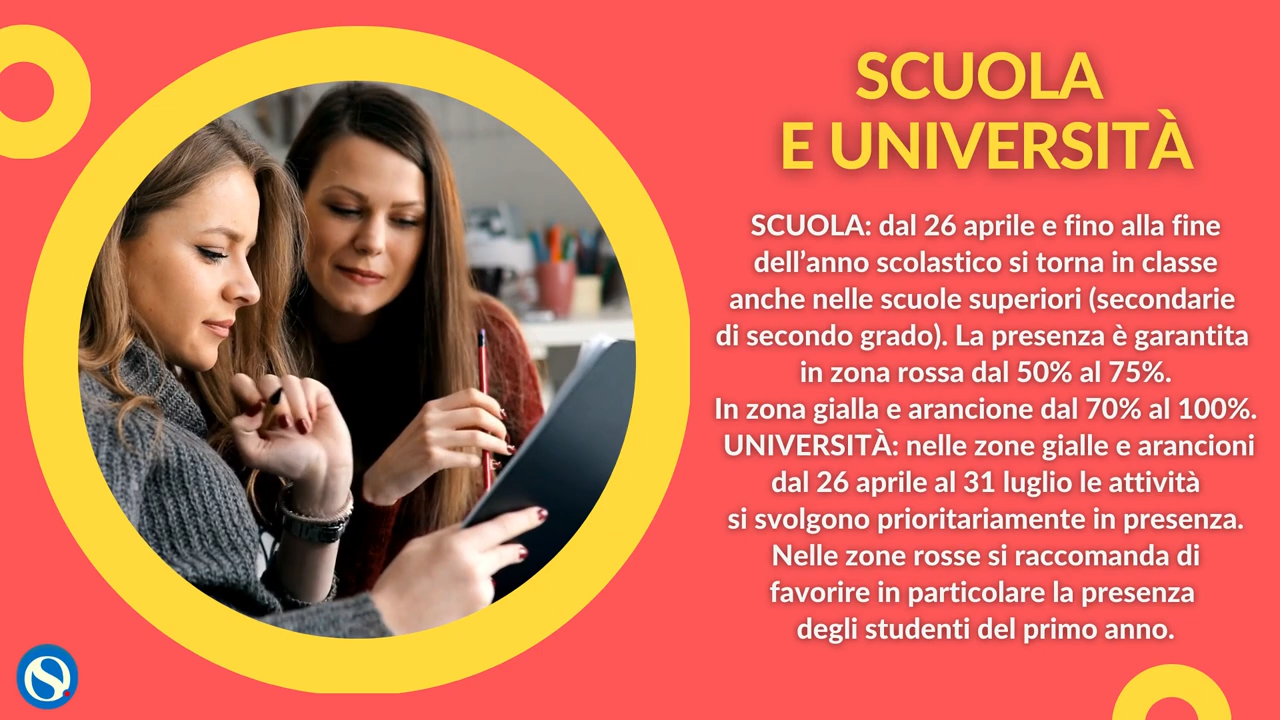 SCUOLA
E UNIVERSITÀ
SCUOLA: dal 26 aprile e fino alla fine
dell’anno scolastico si torna in classe
anche nelle scuole superiori (secondarie
di secondo grado). La presenza è garantita
in zona rossa dal 50% al 75%.
In zona gialla e arancione dal 70% al 100%.
UNIVERSITÀ: nelle zone gialle e arancioni
dal 26 aprile al 31 luglio le attività
si svolgono prioritariamente in presenza.
Nelle zone rosse si raccomanda di
favorire in particolare la presenza
degli studenti del primo anno.
S.